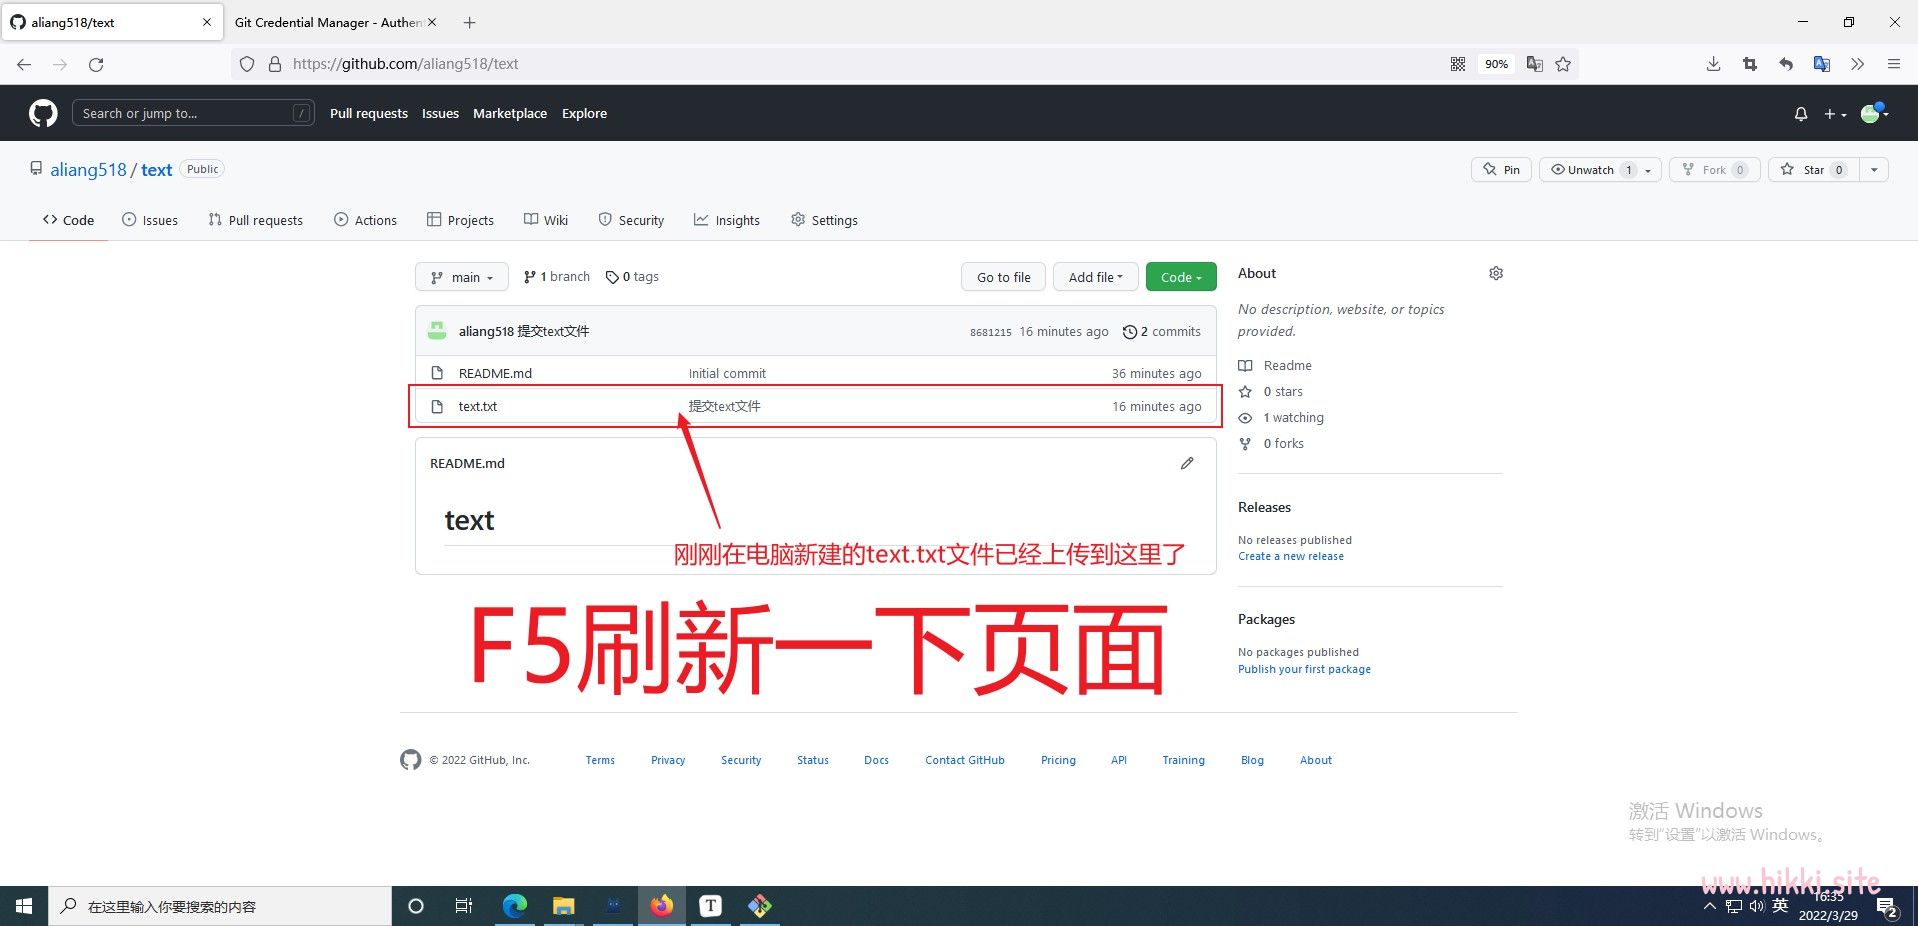 aliang518/text
Git Credential Manager - Authen
https://github.com/aliang518/text
90%
Search or jump to...
/
Pull requests
Issues
Marketplace
Explore
aliang518 / text
Public
Pin
Unwatch 1
Fork 0
Star 0
Code
Issues
Pull requests
Actions
Projects
Wiki
Security
Insights
Settings
main
1 branch
0 tags
Go to file
Add file
Code
About
No description, website, or topics
provided.
aliang518 提交text文件
8681215 16 minutes ago
2 commits
README.md
Initial commit
36 minutes ago
text.txt
提交text文件
16 minutes ago
Readme
0 stars
1 watching
0 forks
README.md
text
刚刚在电脑新建的text.txt文件已经上传到这里了
F5刷新一下页面
Releases
No releases published
Create a new release
Packages
No packages published
Publish your first package
© 2022 GitHub, Inc.
Terms
Privacy
Security
Status
Docs
Contact GitHub
Pricing
API
Training
Blog
About
激活 Windows
转到"设置"以激活 Windows。
www.hikki.site
在这里输入你要搜索的内容
T
英
16:35
2022/3/29
2